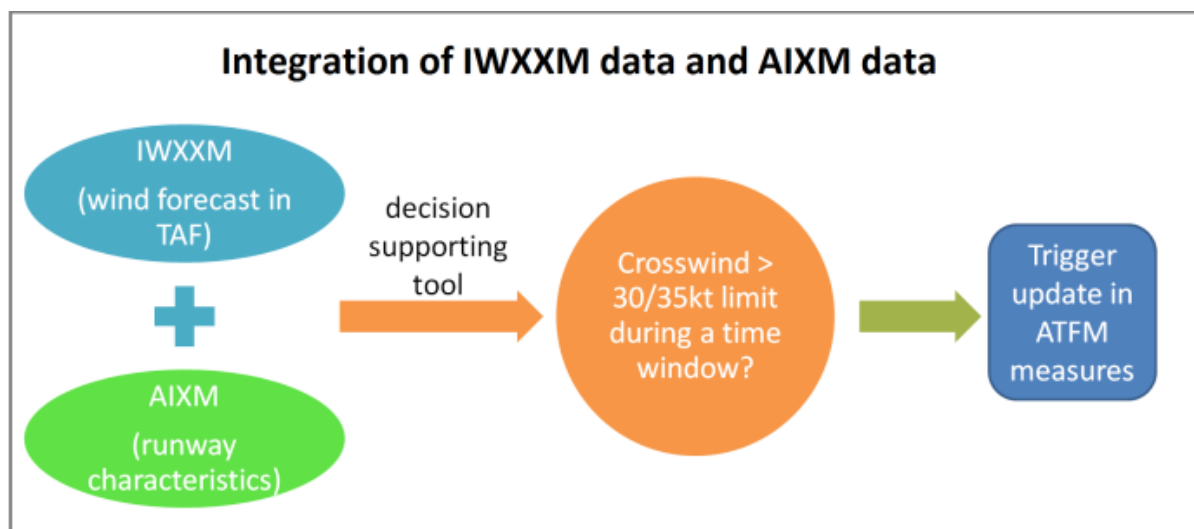 Integration of IWXXM data and AIXM data
IWXXM
(wind forecast in
TAF)
decision
supporting
tool
AIXM
(runway
characteristics)
Crosswind >
30/35kt limit
during a time
window?
Trigger
update in
ATFM
measures